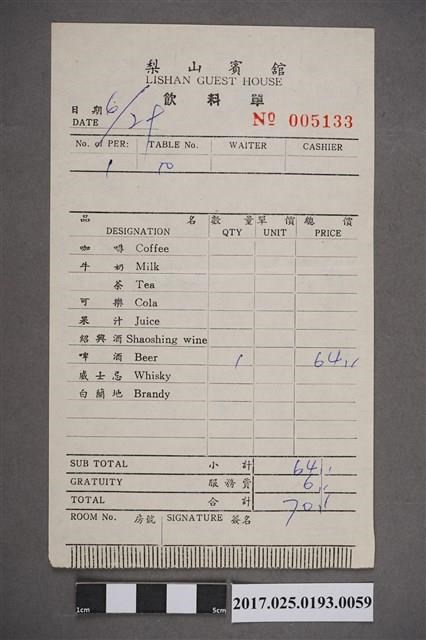 梨山賓館
LISHAN GUEST HOUSE
飲料單
日期 6/29
DATE
No 005133
No. of PER: TABLE No. WAITER CASHIER
1 10
品名 數量 單價 總價
DESIGNATION QTY UNIT PRICE
咖啡 Coffee
牛奶 Milk
茶 Tea
可樂 Cola
果汁 Juice
紹興酒 Shaoshing wine
啤酒 Beer 1 64
威士忌 Whisky
白蘭地 Brandy
SUB TOTAL 小計 64
GRATUITY 服務費 6
TOTAL 合計 70
ROOM No. 房號 SIGNATURE 簽名
1cm 5cm
2017.025.0193.0059